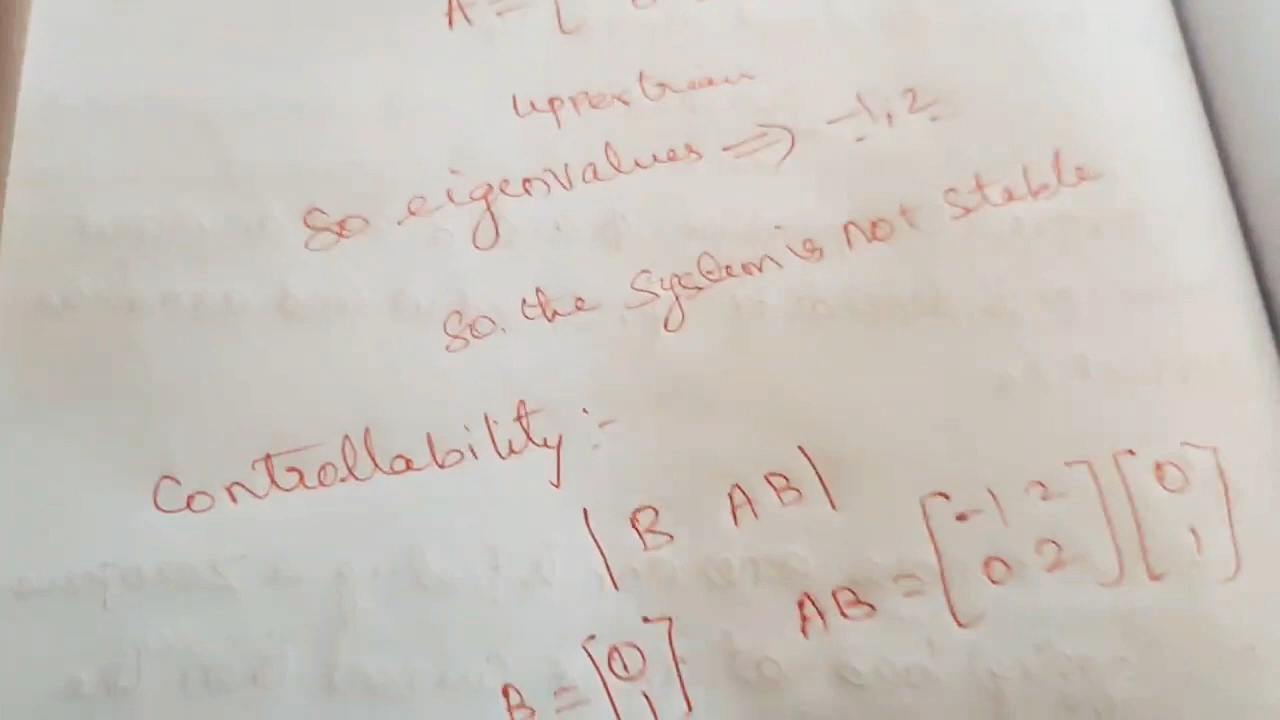 A = [ 0
upper
So eigenvalues ⇒ -1, 2
So. the system is not stable
Controllability :-
| B AB |
AB = [-1 2
0 2] [0
1]
B = [0
1]